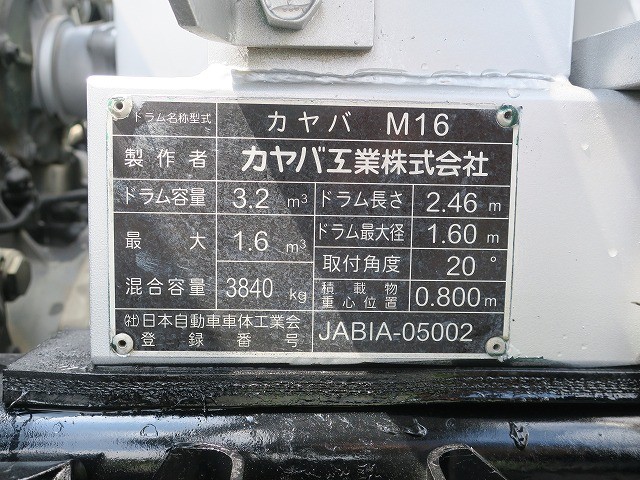 ドラム名称型式 カヤバ M16
製作者 カヤバ工業株式会社
ドラム容量 3.2 m³ ドラム長さ 2.46 m
最大 1.6 m³ ドラム最大径 1.60 m
混合容量 3840 kg 取付角度 20°
積載物重心位置 0.800m
㈳日本自動車車体工業会
登録番号 JABIA-05002